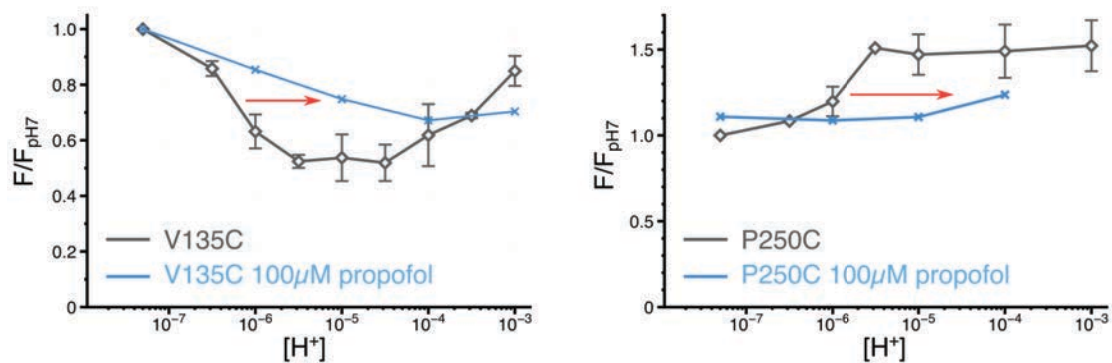 1.0
0.8
0.6
0.4
0.2
0
F/F_pH7
V135C
V135C 100µM propofol
10⁻⁷
10⁻⁶
10⁻⁵
10⁻⁴
10⁻³
[H⁺]
1.5
1.0
0.5
0
F/F_pH7
P250C
P250C 100µM propofol
10⁻⁷
10⁻⁶
10⁻⁵
10⁻⁴
10⁻³
[H⁺]